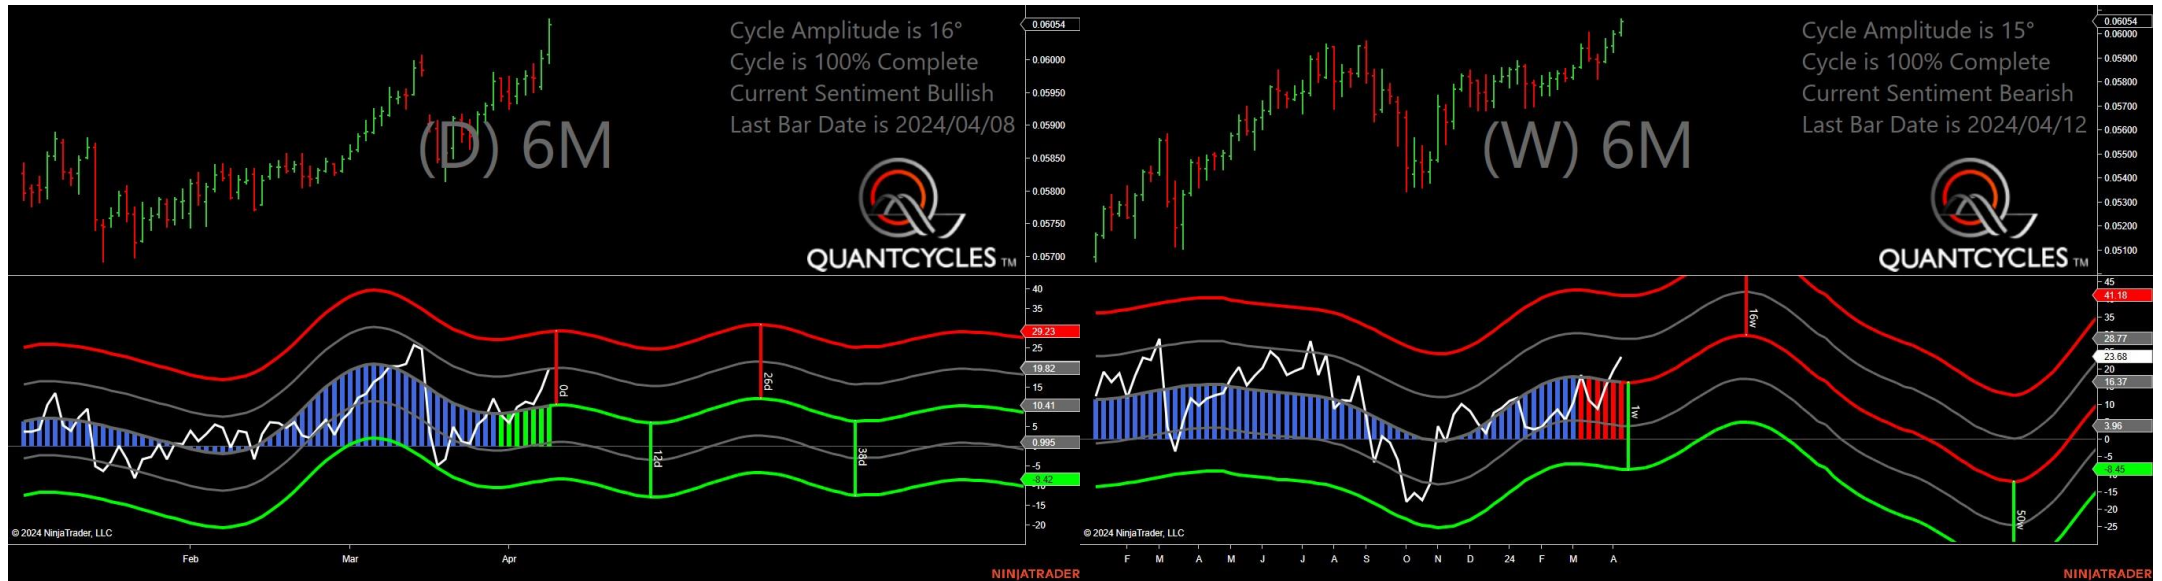 Cycle Amplitude is 16°
Cycle is 100% Complete
Current Sentiment Bullish
Last Bar Date is 2024/04/08
(D) 6M
QUANTCYCLES TM
0.06054
0.06000
0.05950
0.05900
0.05850
0.05800
0.05750
0.05700
40
35
29.23
25
19.82
15
10.41
5
0.995
-5
-8.42
-15
-20
0d
12d
26d
38d
© 2024 NinjaTrader, LLC
Feb Mar Apr
NINJATRADER
Cycle Amplitude is 15°
Cycle is 100% Complete
Current Sentiment Bearish
Last Bar Date is 2024/04/12
(W) 6M
QUANTCYCLES TM
0.06054
0.06000
0.05900
0.05800
0.05700
0.05600
0.05500
0.05400
0.05300
0.05200
0.05100
45
41.18
35
28.77
23.68
20
16.37
10
3.96
0
-5
-8.45
-15
-20
-25
1w
16w
50w
© 2024 NinjaTrader, LLC
F M A M J J A S O N D 24 F M A
NINJATRADER